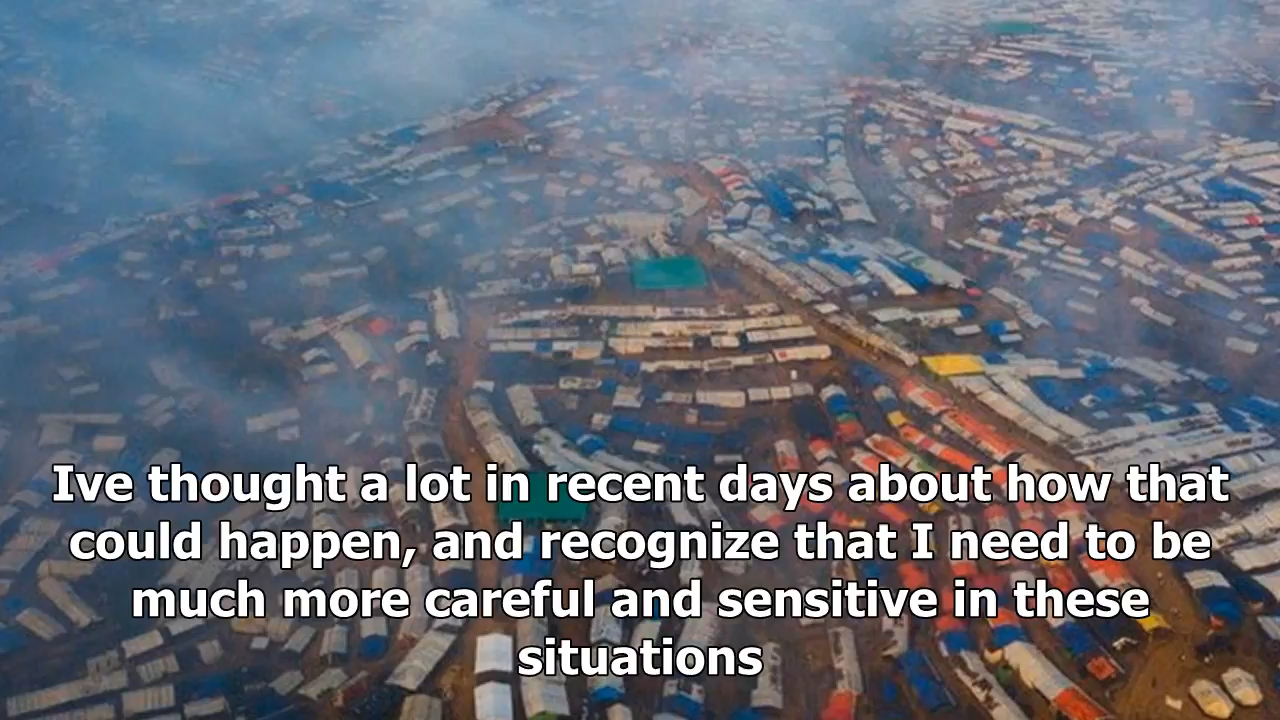 Ive thought a lot in recent days about how that
could happen, and recognize that I need to be
much more careful and sensitive in these
situations